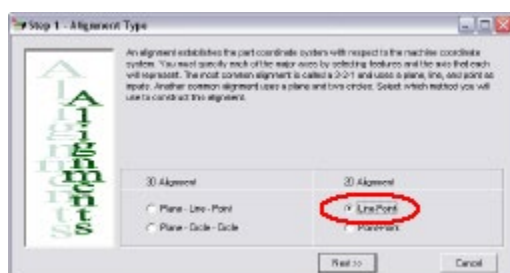 Step 1 - Alignment Type
An alignment establishes the part coordinate system with respect to the machine coordinate
system. You must specify each of the major axes by selecting features and the axis that each
will represent. The most common alignment is called a 3-2-1 and uses a plane, line, and point as
inputs. Another common alignment uses a plane and two circles. Select which method you will
use to construct the alignment.
Alignments
3D Alignment
2D Alignment
Plane - Line - Point
Line-Point
Plane - Circle - Circle
Point-Point
Next >>
Cancel